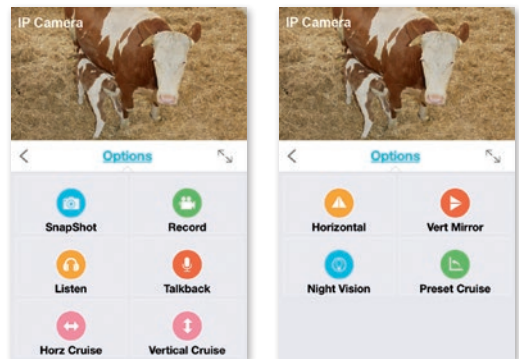 IP Camera
Options
SnapShot
Record
Listen
Talkback
Horz Cruise
Vertical Cruise
IP Camera
Options
Horizontal
Vert Mirror
Night Vision
Preset Cruise